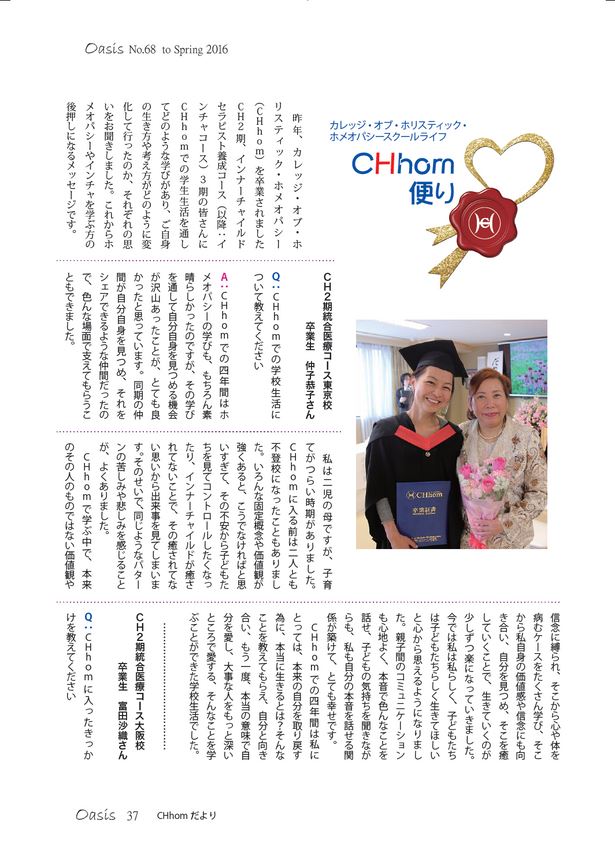 Oasis No.68 to Spring 2016
カレッジ・オブ・ホリスティック・
ホメオパシースクールライフ
CHhom
便り
昨年、カレッジ・オブ・ホ
リスティック・ホメオパシー
（CHhom）を卒業されました
CH2期、インナーチャイルド
セラピスト養成コース（以降：イ
ンチャコース）3期の皆さんに
CHhomでの学生生活を通し
てどのような学びがあり、ご自身
の生き方や考え方がどのように変
化して行ったのか、それぞれの思
いをお聞きしました。これからホ
メオパシーやインチャを学ぶ方の
後押しになるメッセージです。
CH2期統合医療コース東京校
卒業生　仲子恭子さん
Q：CHhomでの学校生活に
ついて教えてください
A：CHhomでの四年間はホ
メオパシーの学びも、もちろん素
晴らしかったのですが、その学び
を通して自分自身を見つめる機会
が沢山あったことが、とても良
かったと思っています。同期の仲
間が自分自身を見つめ、それを
シェアできるような仲間だったの
で、色んな場面で支えてもらうこ
ともできました。
CHhom
卒業証書
私は二児の母ですが、子育
てがつらい時期がありました。
CHhomに入る前は二人とも
不登校になったこともありまし
た。いろんな固定概念や価値観が
強くあると、こうでなければと思
いすぎて、その不安から子どもた
ちを見てコントロールしたくなっ
たり、インナーチャイルドが癒さ
れてないことで、その癒されてな
い思いから出来事を見てしまいま
す。そのせいで、同じようなパター
ンの苦しみや悲しみを感じること
が、よくありました。
CHhomで学ぶ中で、本来
のその人のものではない価値観や
信念に縛られ、そこから心や体を
病むケースをたくさん学び、そこ
から私自身の価値感や信念にも向
き合い、自分を見つめ、そこを癒
していくことで、生きていくのが
少しずつ楽になっていきました。
今では私は私らしく、子どもたち
は子どもたちらしく生きてほしい
と心から思えるようになりまし
た。親子間のコミュニケーション
も心地よく、本音で色んなことを
話せ、子どもの気持ちを聞きなが
らも、私も自分の本音を話せる関
係が築けて、とても幸せです。
CHhomでの四年間は私に
とっては、本来の自分を取り戻す
為に、本当に生きるとは？そんな
ことを教えてもらえ、自分と向き
合い、もう一度、本当の意味で自
分を愛し、大事な人をもっと深い
ところで愛する、そんなことを学
ぶことができた学校生活でした。
CH2期統合医療コース大阪校
卒業生　富田沙織さん
Q：CHhomに入ったきっか
けを教えてください
Oasis 37 CHhom だより